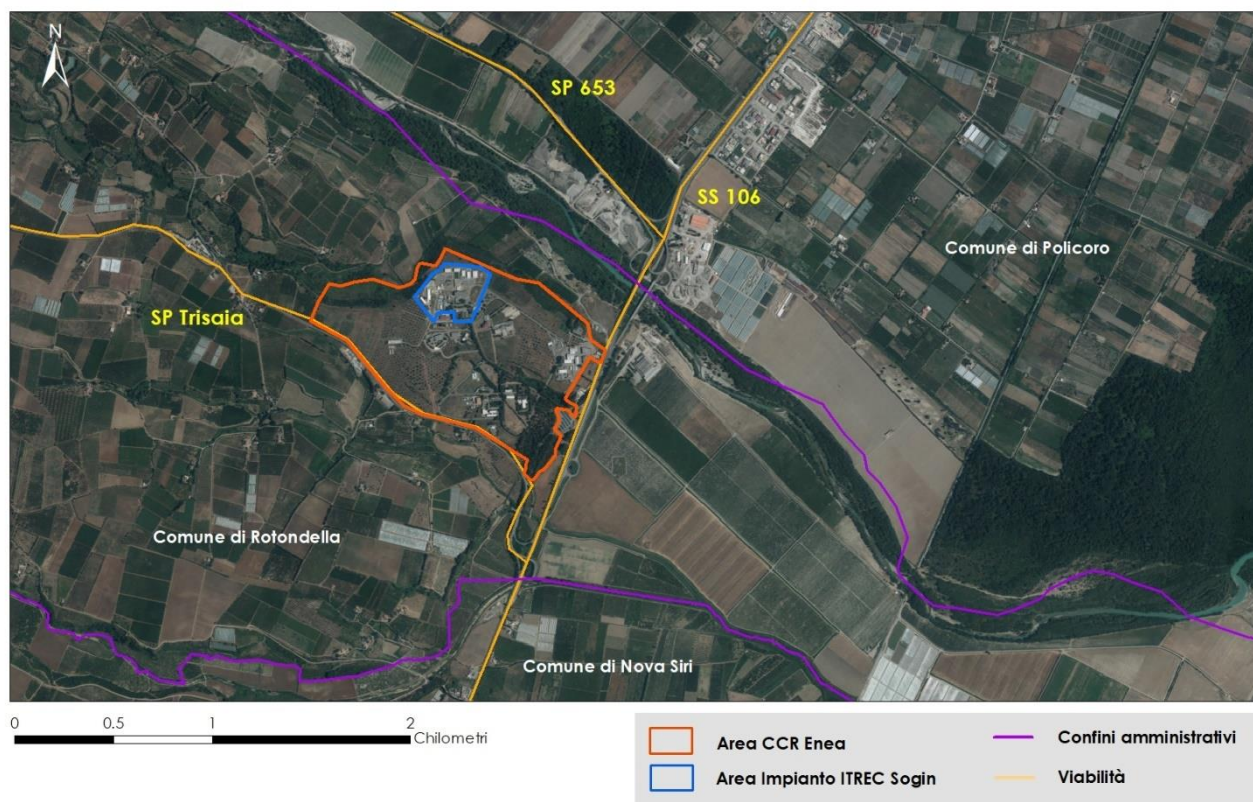 N
SP 653
SS 106
Comune di Policoro
SP Trisaia
Comune di Rotondella
Comune di Nova Siri
0 0.5 1 2
Chilometri
Area CCR Enea
Confini amministrativi
Area Impianto ITREC Sogin
Viabilità